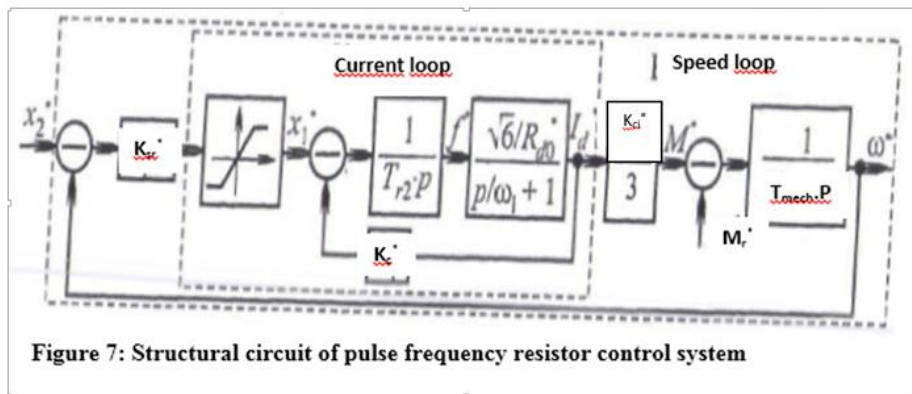 Current loop
Speed loop
x₂*
Ksr*
x₁*
1
Tr2·p
f*
√6/Rd0*
p/ω₁ + 1
Id*
Kci*
3
M*
1
Tmech.P
ω*
Kc*
Mr*
Figure 7: Structural circuit of pulse frequency resistor control system